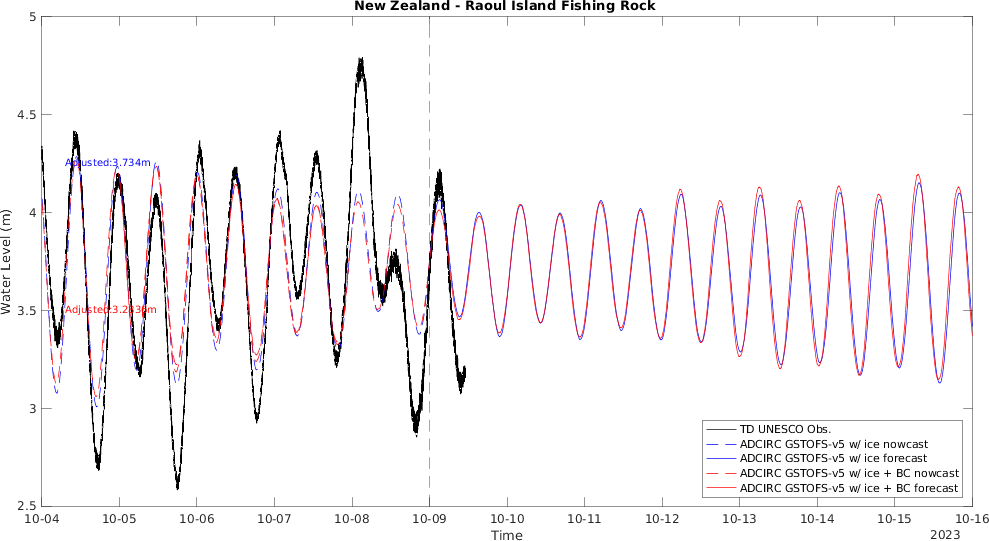 New Zealand - Raoul Island Fishing Rock
5
4.5
4
3.5
3
2.5
Water Level (m)
Adjusted:3.734m
TD UNESCO Obs.
ADCIRC GSTOFS-v5 w/ ice nowcast
ADCIRC GSTOFS-v5 w/ ice forecast
ADCIRC GSTOFS-v5 w/ ice + BC nowcast
ADCIRC GSTOFS-v5 w/ ice + BC forecast
10-04
10-05
10-06
10-07
10-08
10-09
10-10
10-11
10-12
10-13
10-14
10-15
10-16
Time
2023